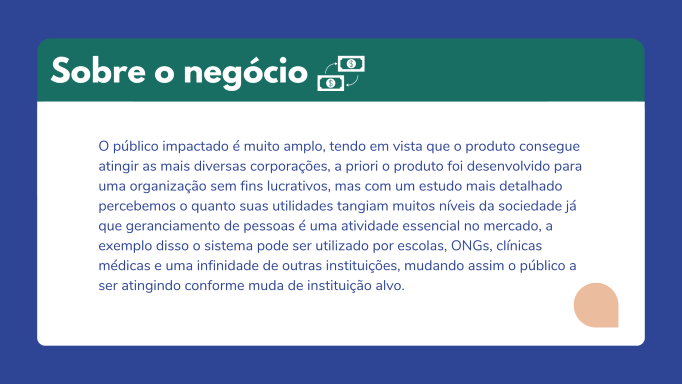 Sobre o negócio
O público impactado é muito amplo, tendo em vista que o produto consegue
atingir as mais diversas corporações, a priori o produto foi desenvolvido para
uma organização sem fins lucrativos, mas com um estudo mais detalhado
percebemos o quanto suas utilidades tangiam muitos níveis da sociedade já
que geranciamento de pessoas é uma atividade essencial no mercado, a
exemplo disso o sistema pode ser utilizado por escolas, ONGs, clínicas
médicas e uma infinidade de outras instituições, mudando assim o público a
ser atingindo conforme muda de instituição alvo.